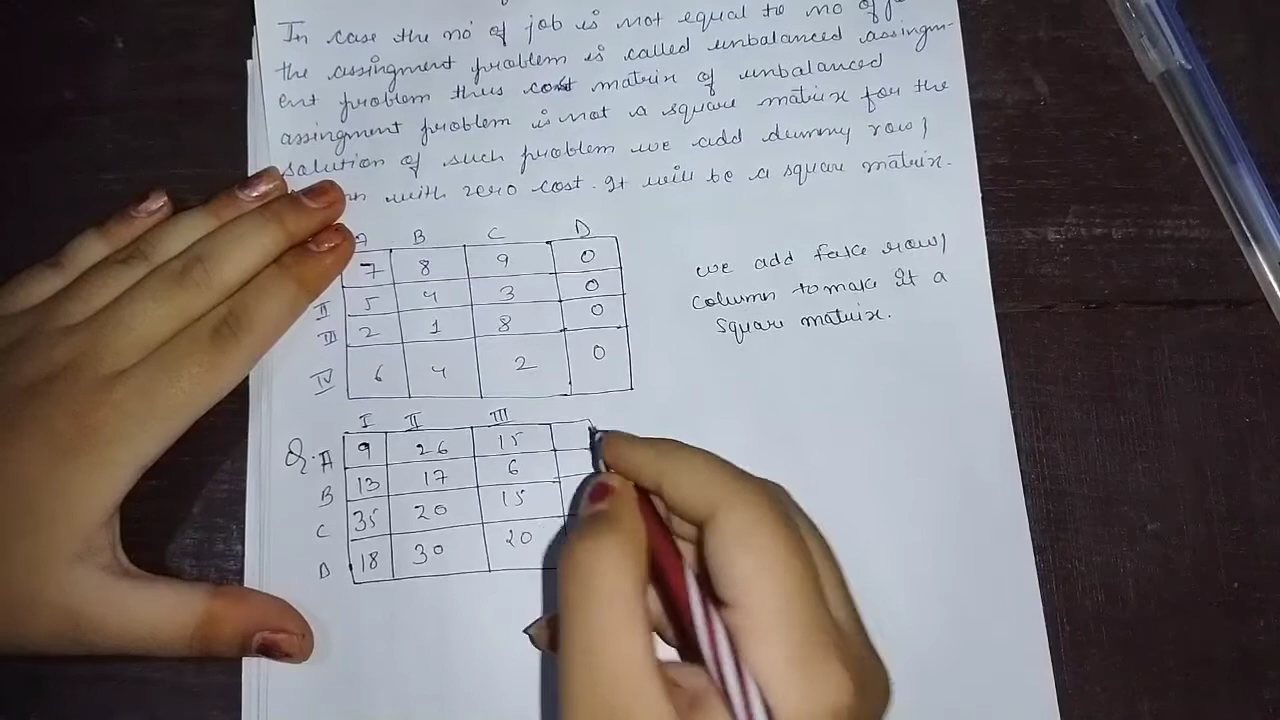 In case the no of job is not equal to no of
the assingment problem is called unbalanced assingm-
ent problem thus cost matrix of unbalanced
assingment problem is not a square matrix for the
solution of such problem we add dummy row/
with zero cost. It will be a square matrix.
A B C D
7 8 9 0
II 5 4 3 0
III 2 1 8 0
IV 6 4 2 0
we add fake row/
column to make it a
square matrix.
I II III
Q. A 9 26 15
B 13 17 6
C 35 20 15
D 18 30 20